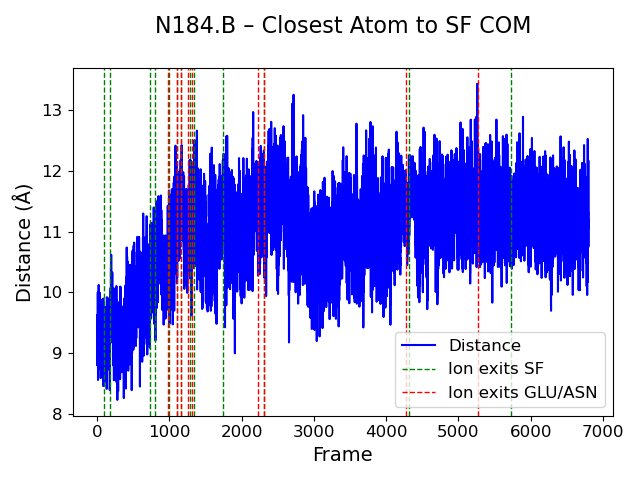 N184.B – Closest Atom to SF COM
Distance (Å)
13
12
11
10
9
8
0 1000 2000 3000 4000 5000 6000 7000
Frame
Distance
Ion exits SF
Ion exits GLU/ASN